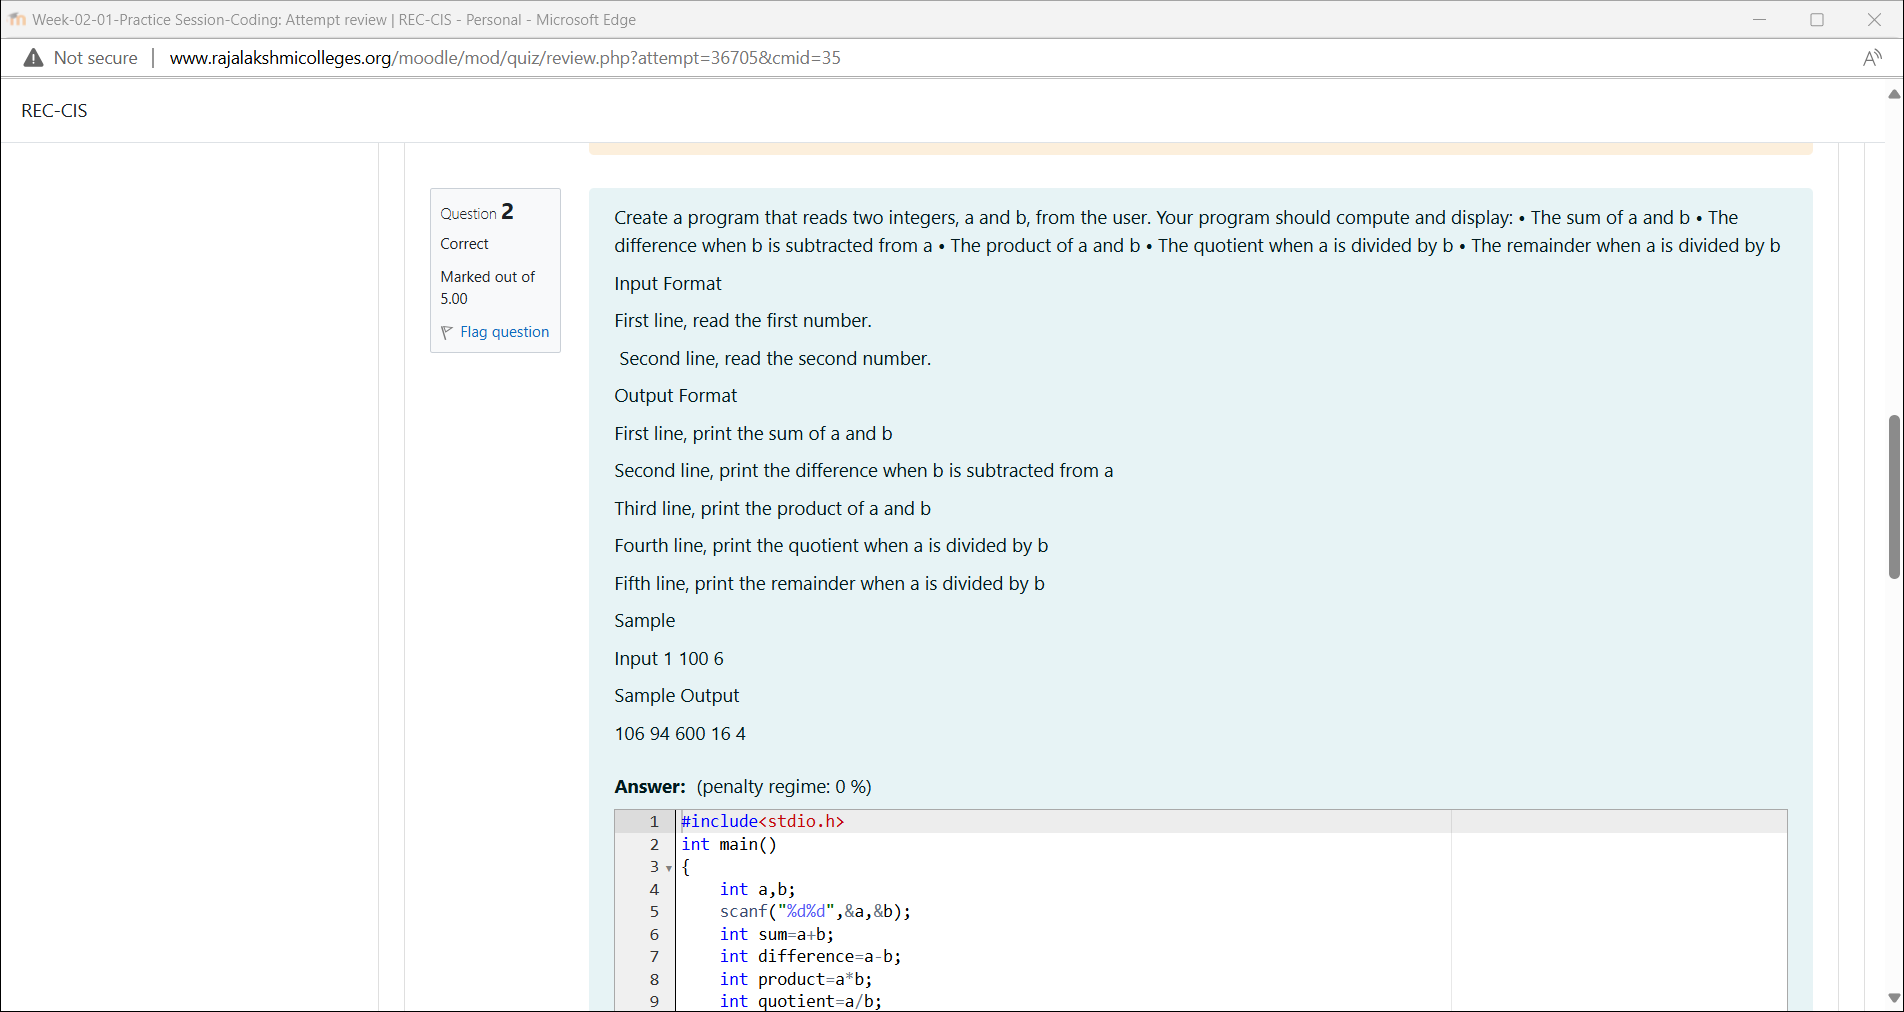 Week-02-01-Practice Session-Coding: Attempt review | REC-CIS - Personal - Microsoft Edge
Not secure | www.rajalakshmicolleges.org/moodle/mod/quiz/review.php?attempt=36705&cmid=35
REC-CIS
Question 2
Correct
Marked out of
5.00
Flag question
Create a program that reads two integers, a and b, from the user. Your program should compute and display: • The sum of a and b • The
difference when b is subtracted from a • The product of a and b • The quotient when a is divided by b • The remainder when a is divided by b
Input Format
First line, read the first number.
Second line, read the second number.
Output Format
First line, print the sum of a and b
Second line, print the difference when b is subtracted from a
Third line, print the product of a and b
Fourth line, print the quotient when a is divided by b
Fifth line, print the remainder when a is divided by b
Sample
Input 1 100 6
Sample Output
106 94 600 16 4
Answer: (penalty regime: 0 %)
1 #include<stdio.h>
2 int main()
3 {
4 int a,b;
5 scanf("%d%d",&a,&b);
6 int sum=a+b;
7 int difference=a-b;
8 int product=a*b;
9 int quotient=a/b;